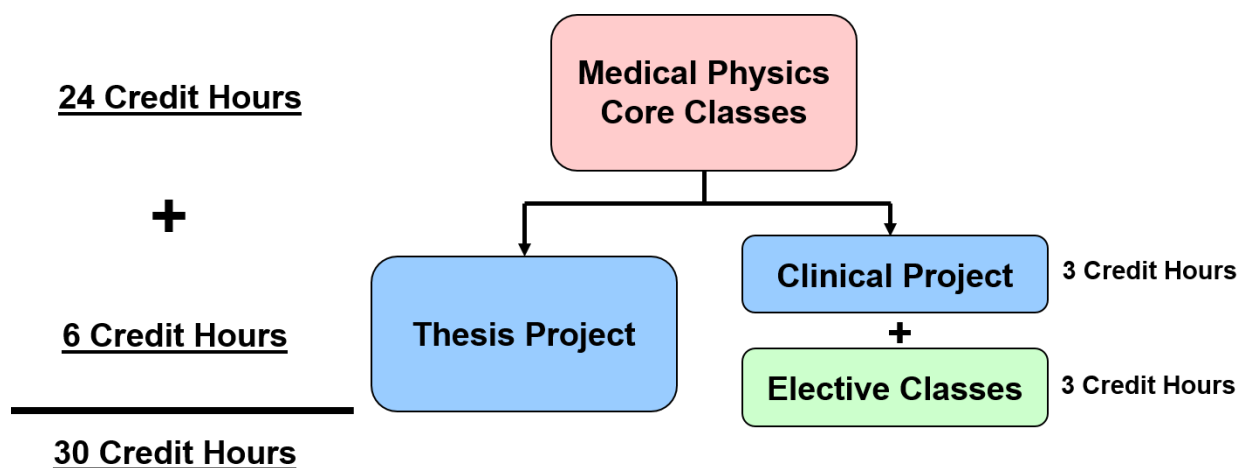 24 Credit Hours
+
6 Credit Hours
30 Credit Hours
Medical Physics
Core Classes
Thesis Project
Clinical Project
3 Credit Hours
+
Elective Classes
3 Credit Hours